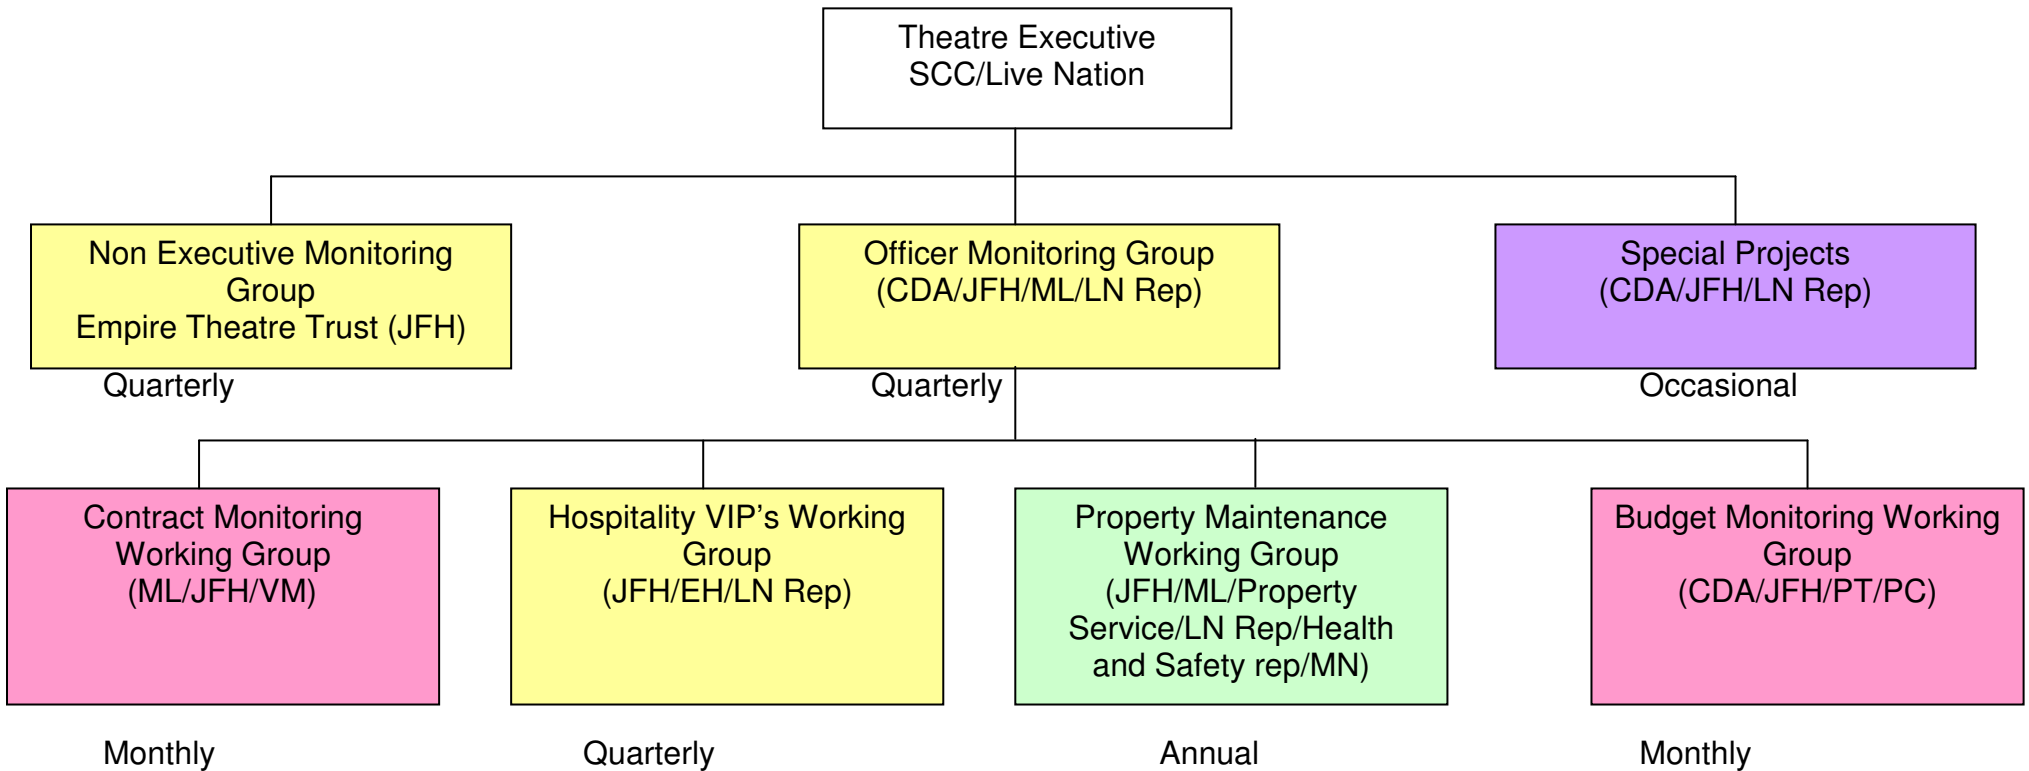 Theatre Executive
SCC/Live Nation
Non Executive Monitoring
Group
Empire Theatre Trust (JFH)
Quarterly
Officer Monitoring Group
(CDA/JFH/ML/LN Rep)
Quarterly
Special Projects
(CDA/JFH/LN Rep)
Occasional
Contract Monitoring
Working Group
(ML/JFH/VM)
Monthly
Hospitality VIP’s Working
Group
(JFH/EH/LN Rep)
Quarterly
Property Maintenance
Working Group
(JFH/ML/Property
Service/LN Rep/Health
and Safety rep/MN)
Annual
Budget Monitoring Working
Group
(CDA/JFH/PT/PC)
Monthly